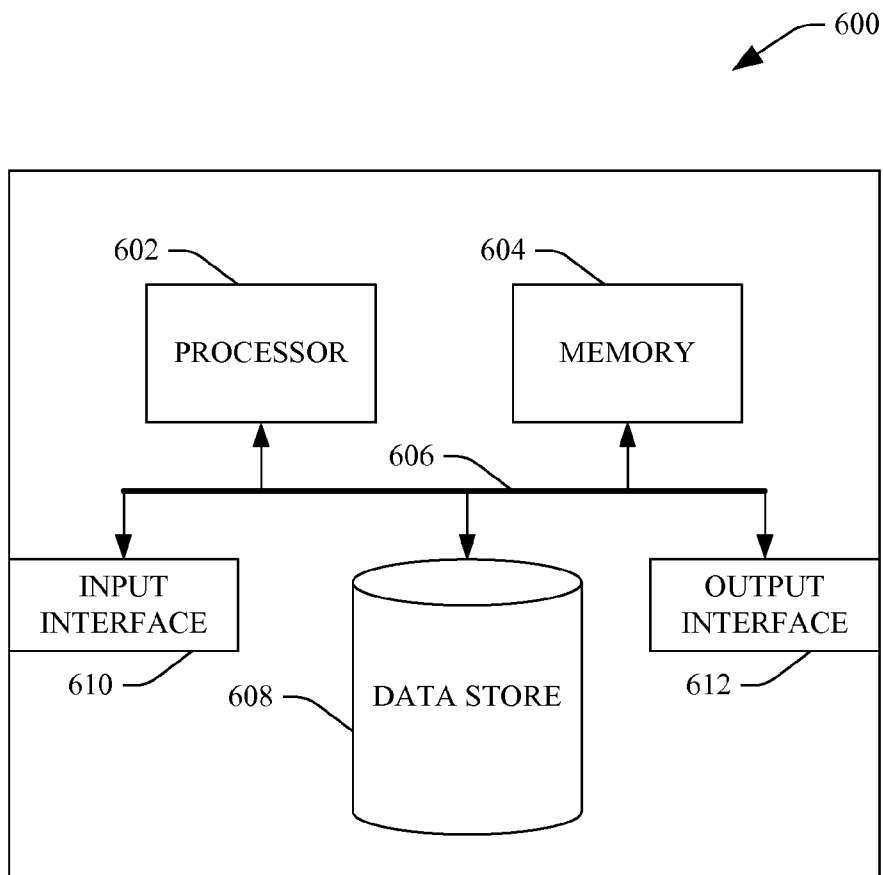 600
602
604
PROCESSOR
MEMORY
606
INPUT
INTERFACE
OUTPUT
INTERFACE
610
608
DATA STORE
612